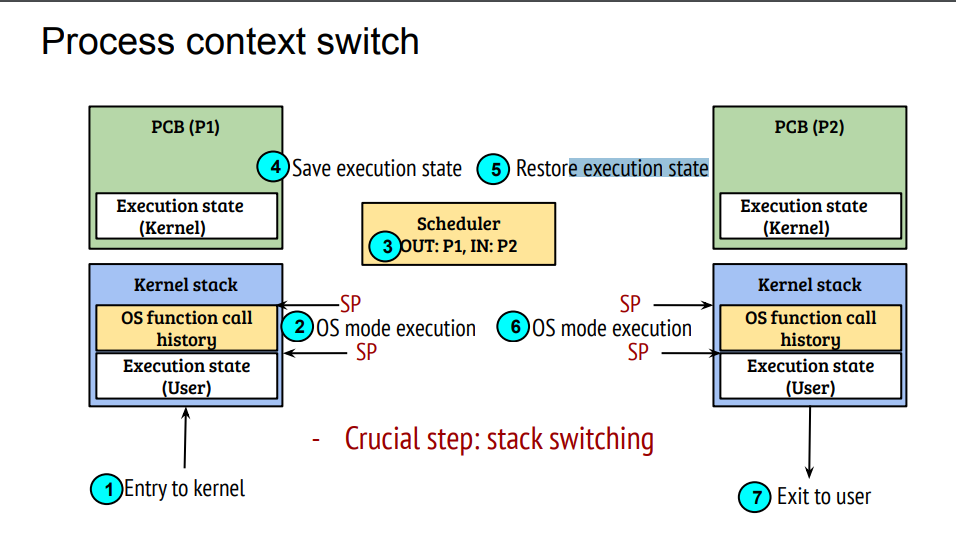 Process context switch
PCB (P1)
PCB (P2)
4 Save execution state
5 Restore execution state
Execution state
(Kernel)
Scheduler
3 OUT: P1, IN: P2
Execution state
(Kernel)
Kernel stack
Kernel stack
SP
SP
OS function call
history
2 OS mode execution
6 OS mode execution
OS function call
history
SP
SP
Execution state
(User)
Execution state
(User)
- Crucial step: stack switching
1 Entry to kernel
7 Exit to user